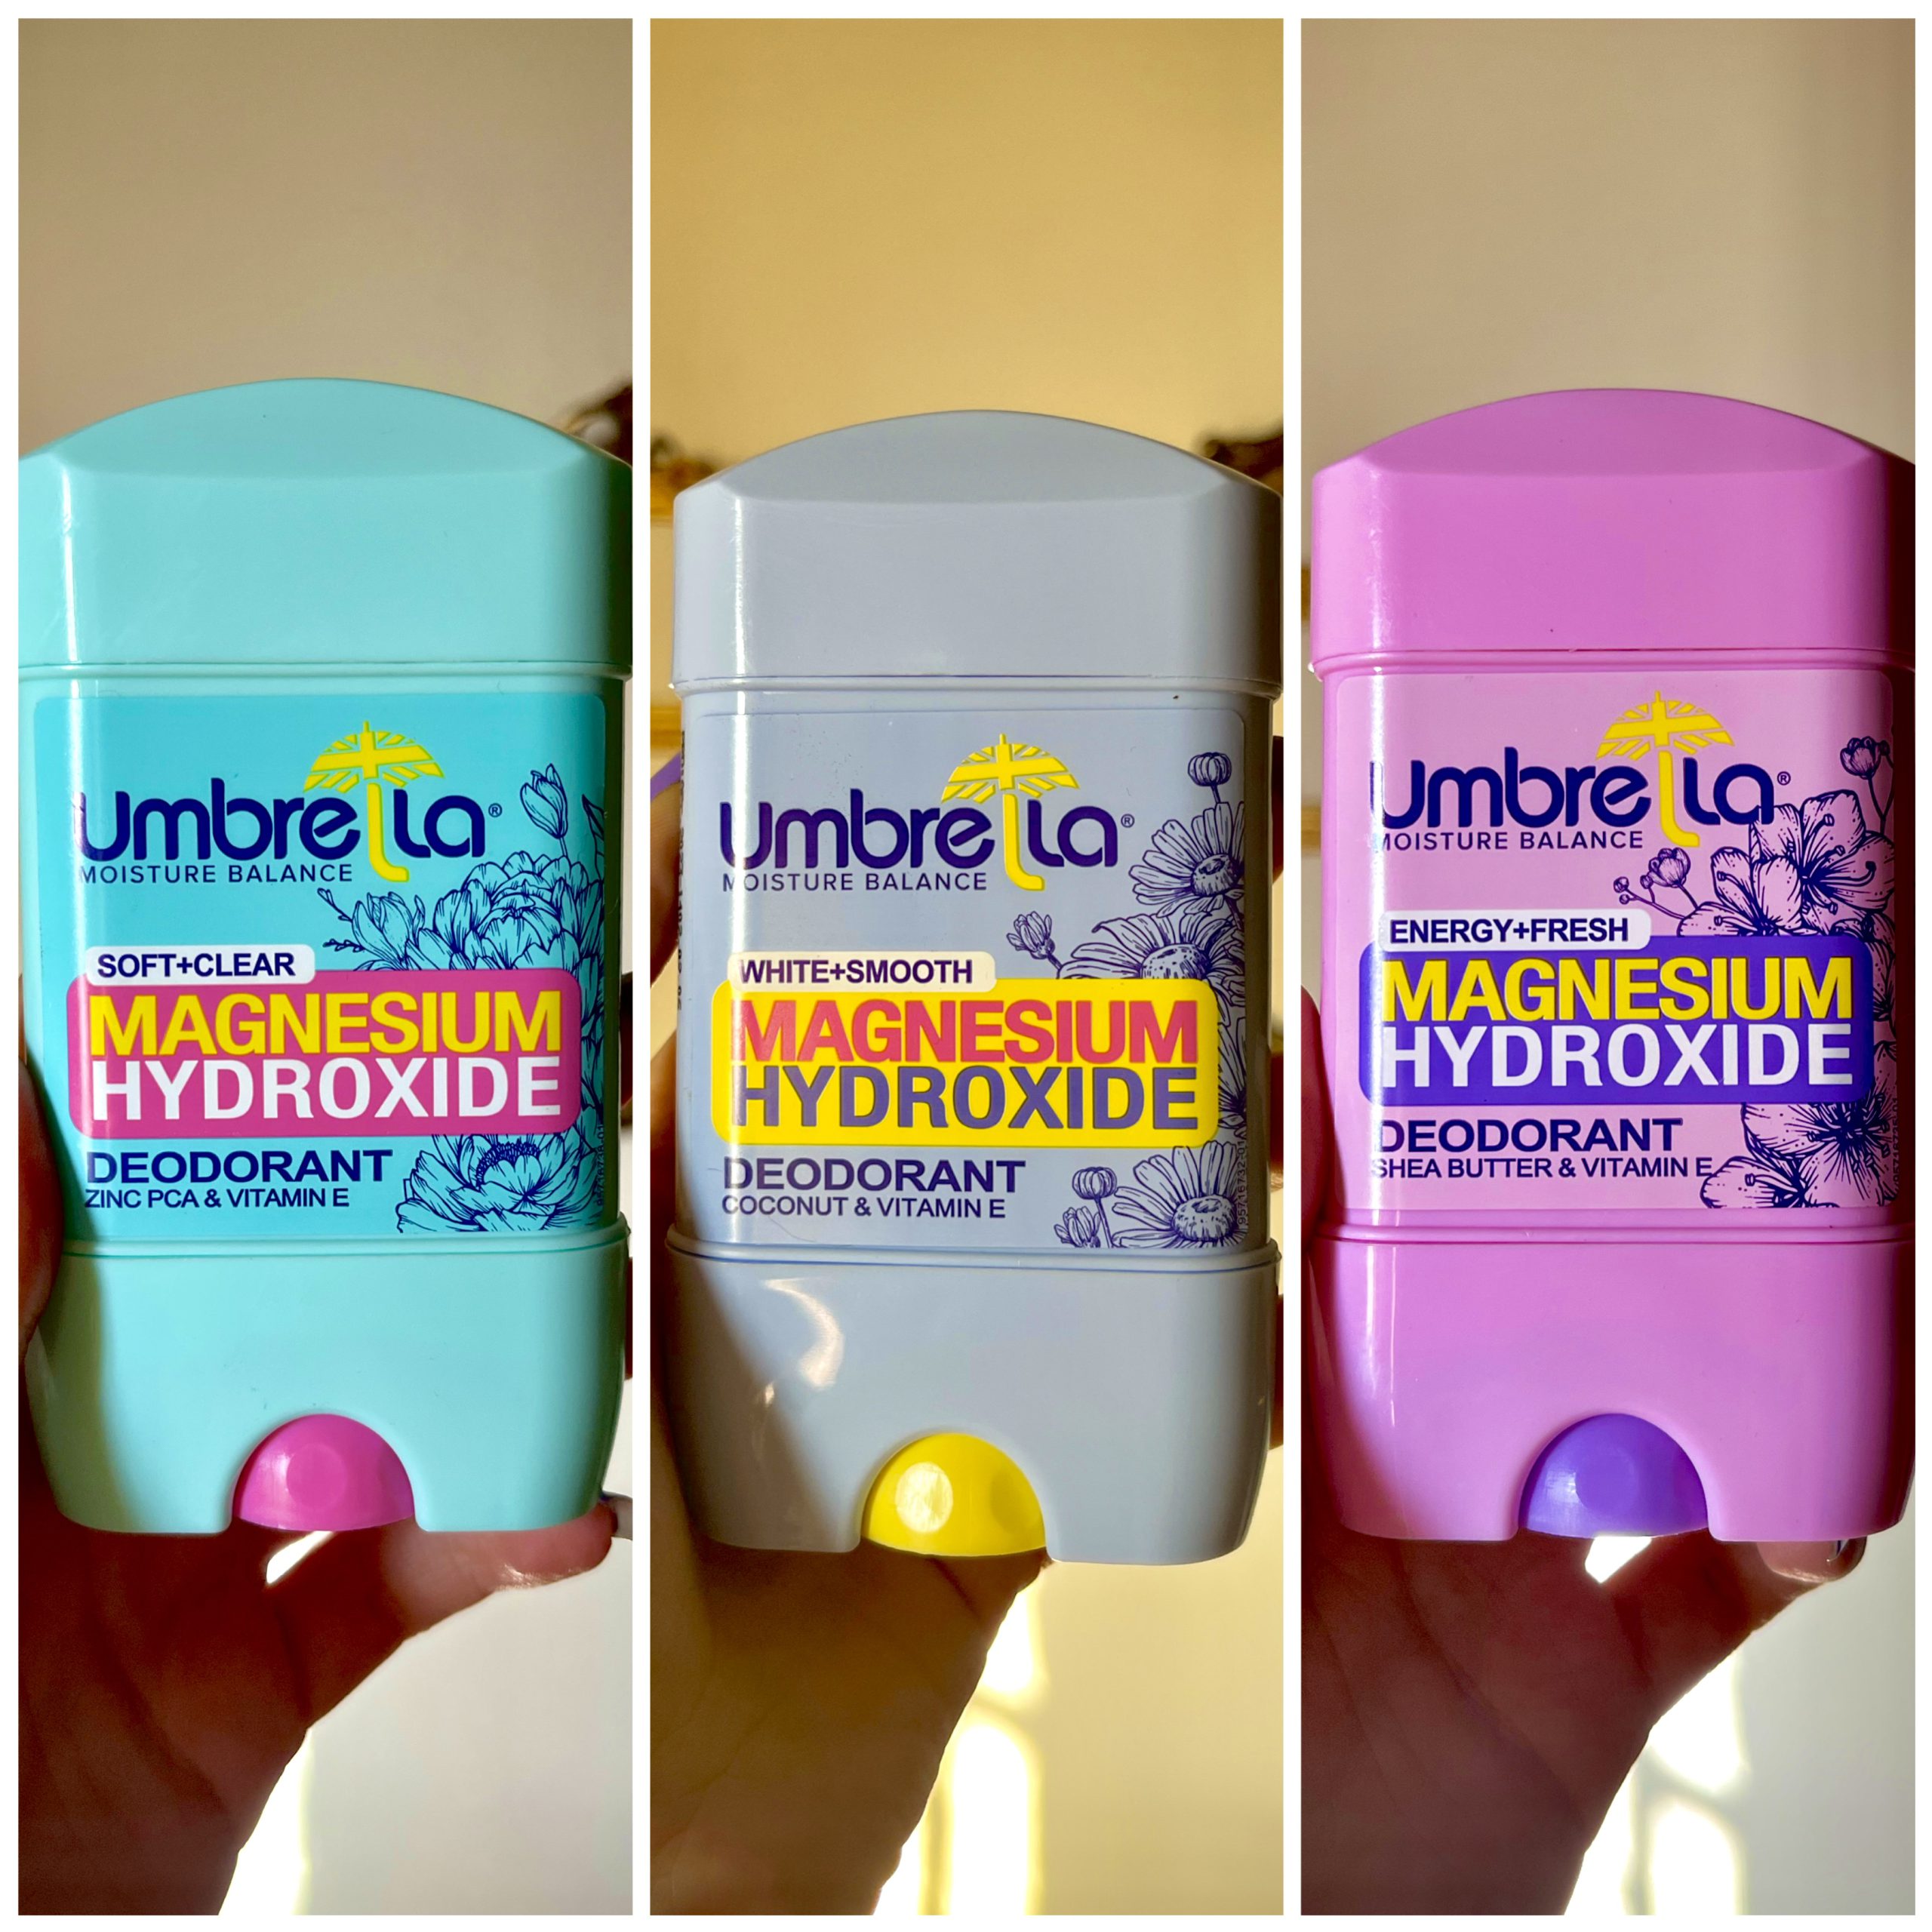 Umbrella®
MOISTURE BALANCE
SOFT+CLEAR
MAGNESIUM
HYDROXIDE
DEODORANT
ZINC PCA & VITAMIN E
Umbrella®
MOISTURE BALANCE
WHITE+SMOOTH
MAGNESIUM
HYDROXIDE
DEODORANT
COCONUT & VITAMIN E
Umbrella®
MOISTURE BALANCE
ENERGY+FRESH
MAGNESIUM
HYDROXIDE
DEODORANT
SHEA BUTTER & VITAMIN E